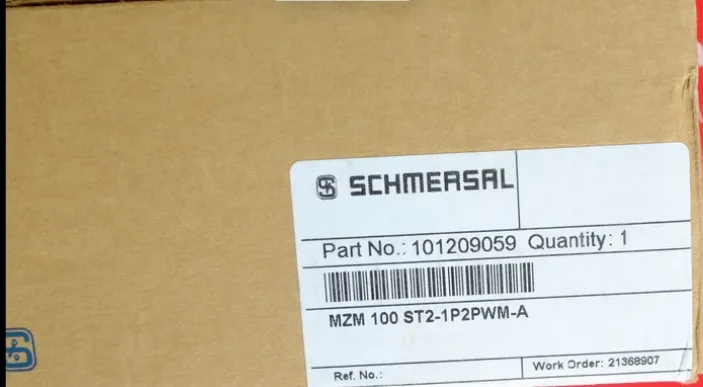 SCHMERSAL
Part No.: 101209059 Quantity: 1
MZM 100 ST2-1P2PWM-A
Ref. No.:
Work Order: 21368907